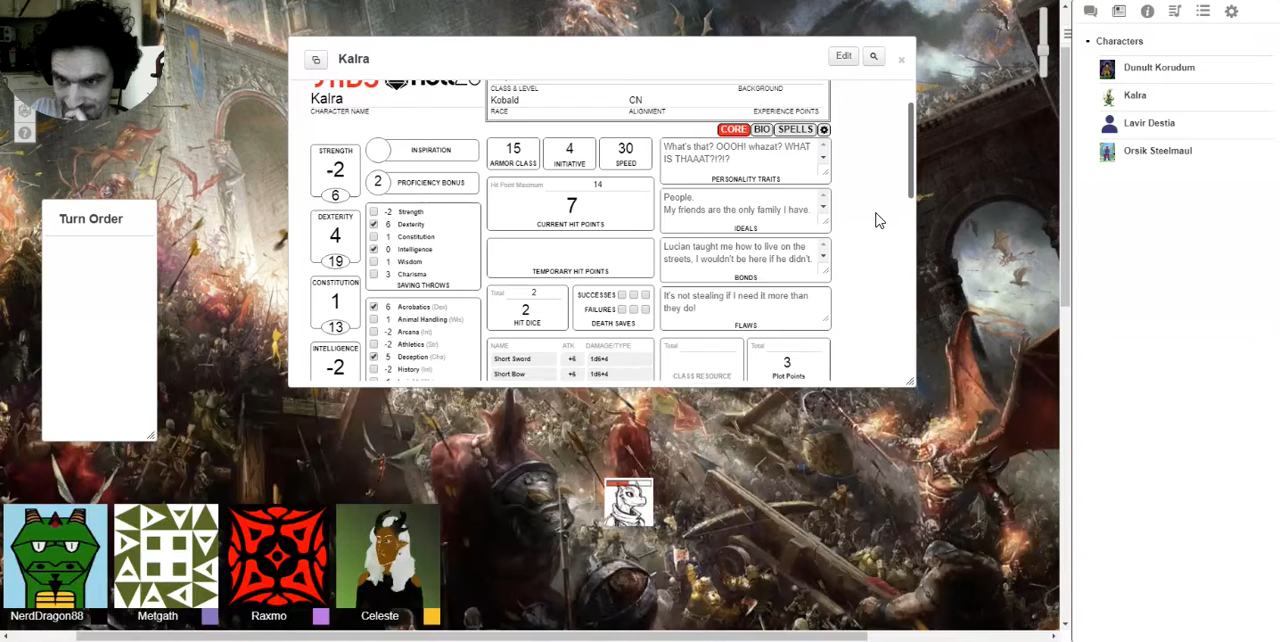 Kalra
Edit
Kalra
CHARACTER NAME
CLASS & LEVEL
BACKGROUND
Kobald
CN
RACE
ALIGNMENT
EXPERIENCE POINTS
CORE
BIO
SPELLS
STRENGTH
-2
6
DEXTERITY
4
19
CONSTITUTION
1
13
INTELLIGENCE
-2
INSPIRATION
2
PROFICIENCY BONUS
-2 Strength
6 Dexterity
1 Constitution
0 Intelligence
1 Wisdom
3 Charisma
SAVING THROWS
6 Acrobatics (Dex)
1 Animal Handling (Wis)
-2 Arcana (Int)
-2 Athletics (Str)
5 Deception (Cha)
-2 History (Int)
15
ARMOR CLASS
4
INITIATIVE
30
SPEED
Hit Point Maximum
14
7
CURRENT HIT POINTS
TEMPORARY HIT POINTS
Total
2
2
HIT DICE
SUCCESSES
FAILURES
DEATH SAVES
NAME ATK DAMAGE/TYPE
Short Sword +6 1d6+4
Short Bow +6 1d6+4
What's that? OOOH! whazat? WHAT
IS THAAAT?!?!?
PERSONALITY TRAITS
People.
My friends are the only family I have.
IDEALS
Lucian taught me how to live on the
streets, I wouldn't be here if he didn't.
BONDS
It's not stealing if I need it more than
they do!
FLAWS
Total
CLASS RESOURCE
Total
3
Plot Points
Turn Order
NerdDragon88
Metgath
Raxmo
Celeste
Characters
Dunult Korudum
Kalra
Lavir Destia
Orsik Steelmaul